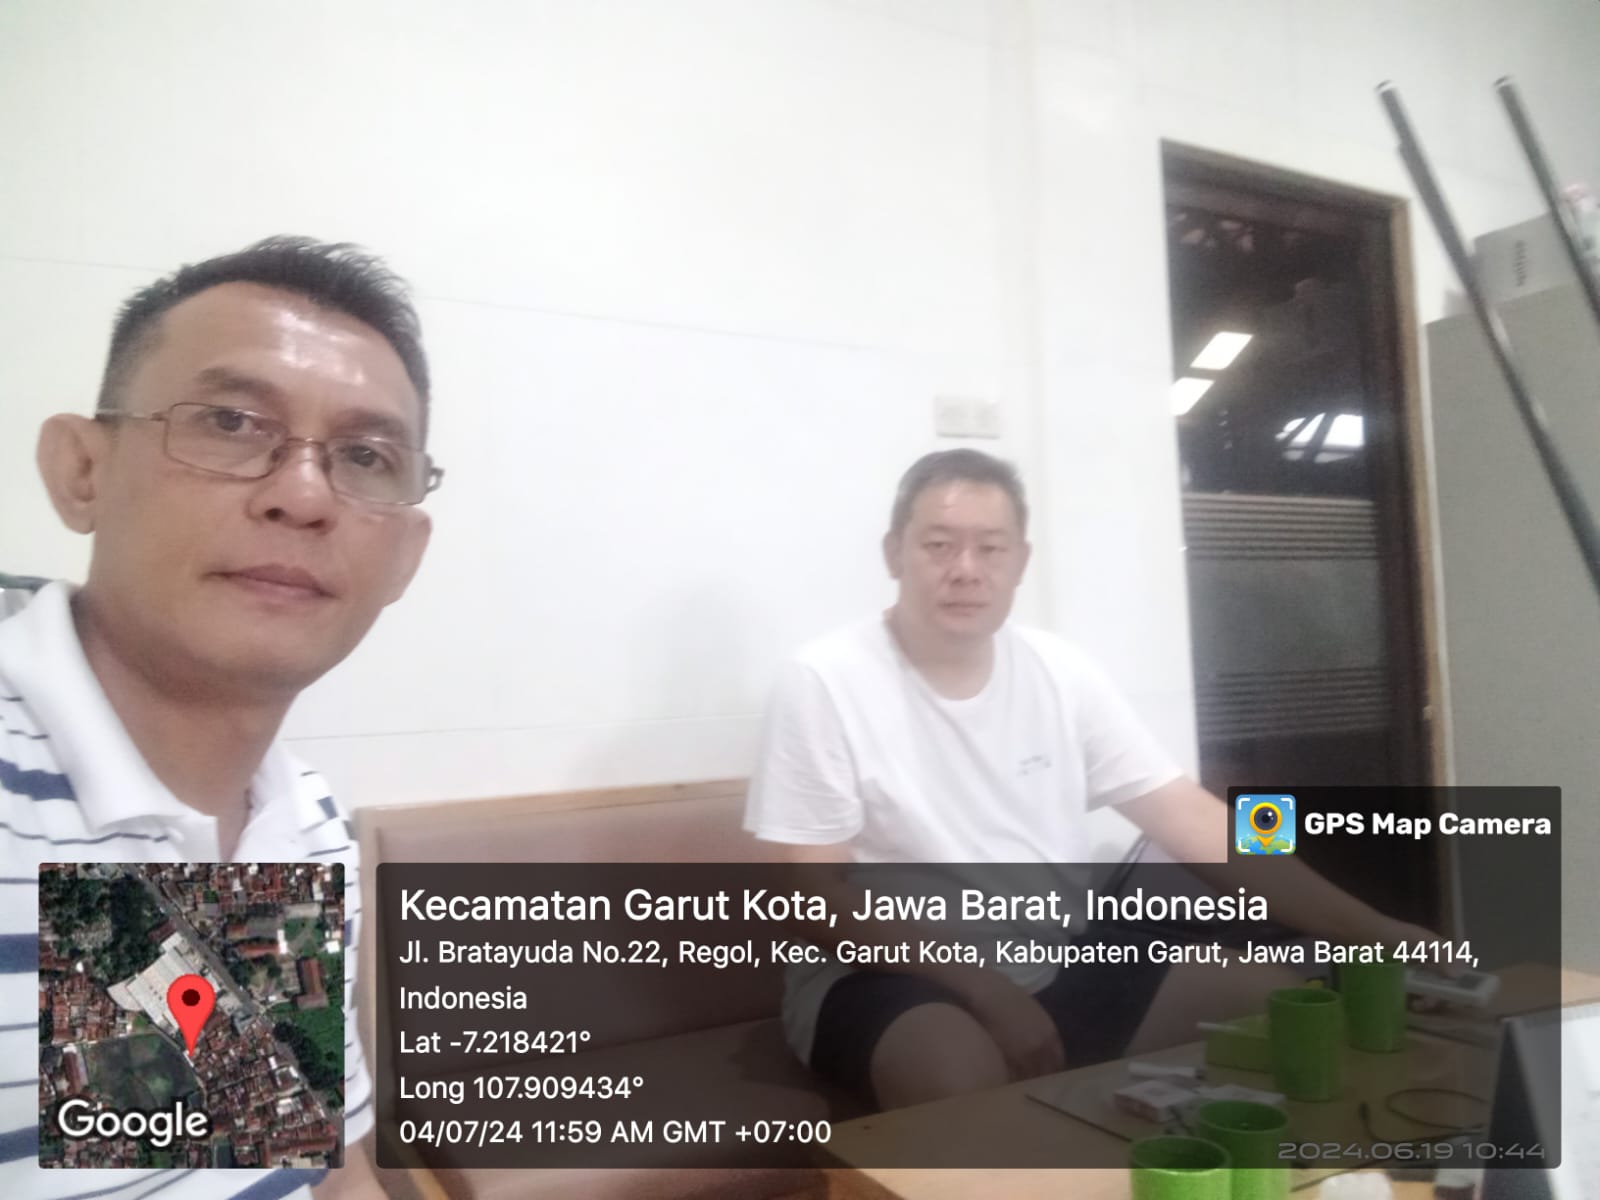 GPS Map Camera
Kecamatan Garut Kota, Jawa Barat, Indonesia
Jl. Bratayuda No.22, Regol, Kec. Garut Kota, Kabupaten Garut, Jawa Barat 44114,
Indonesia
Lat -7.218421°
Long 107.909434°
04/07/24 11:59 AM GMT +07:00
Google
2024.06.19 10:44